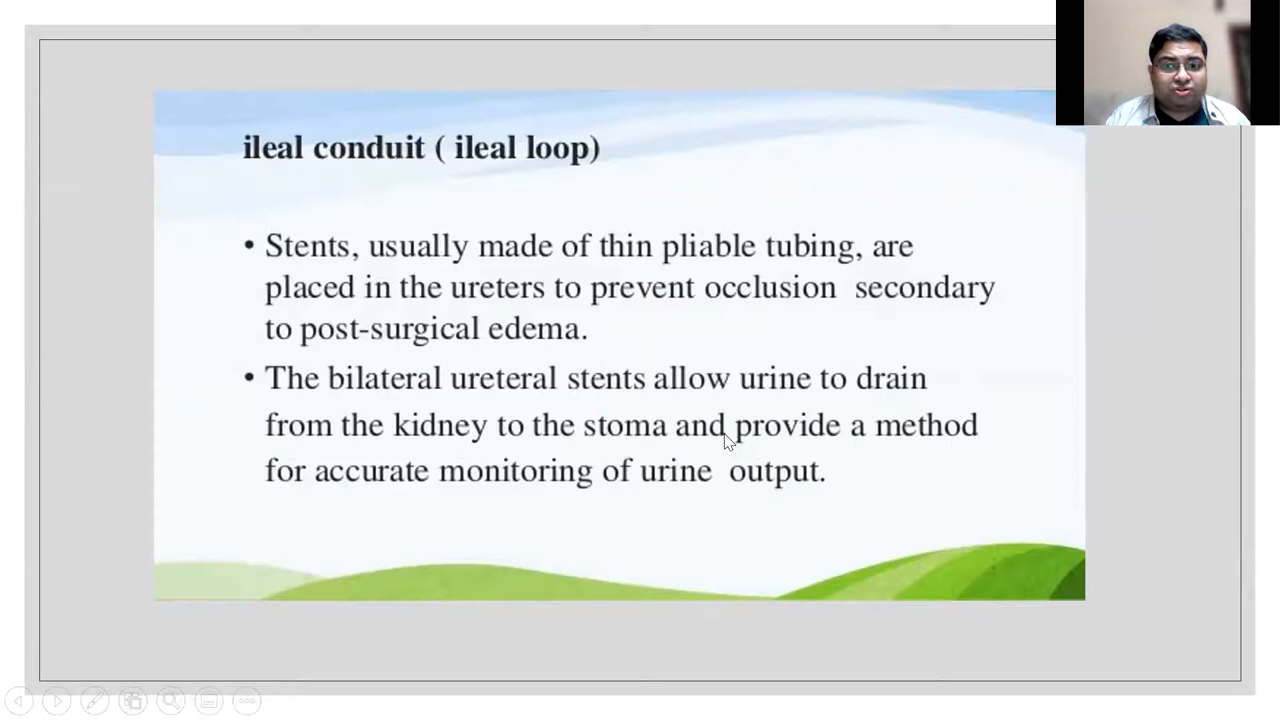 ileal conduit ( ileal loop)
• Stents, usually made of thin pliable tubing, are
placed in the ureters to prevent occlusion  secondary
to post-surgical edema.
• The bilateral ureteral stents allow urine to drain
from the kidney to the stoma and provide a method
for accurate monitoring of urine  output.